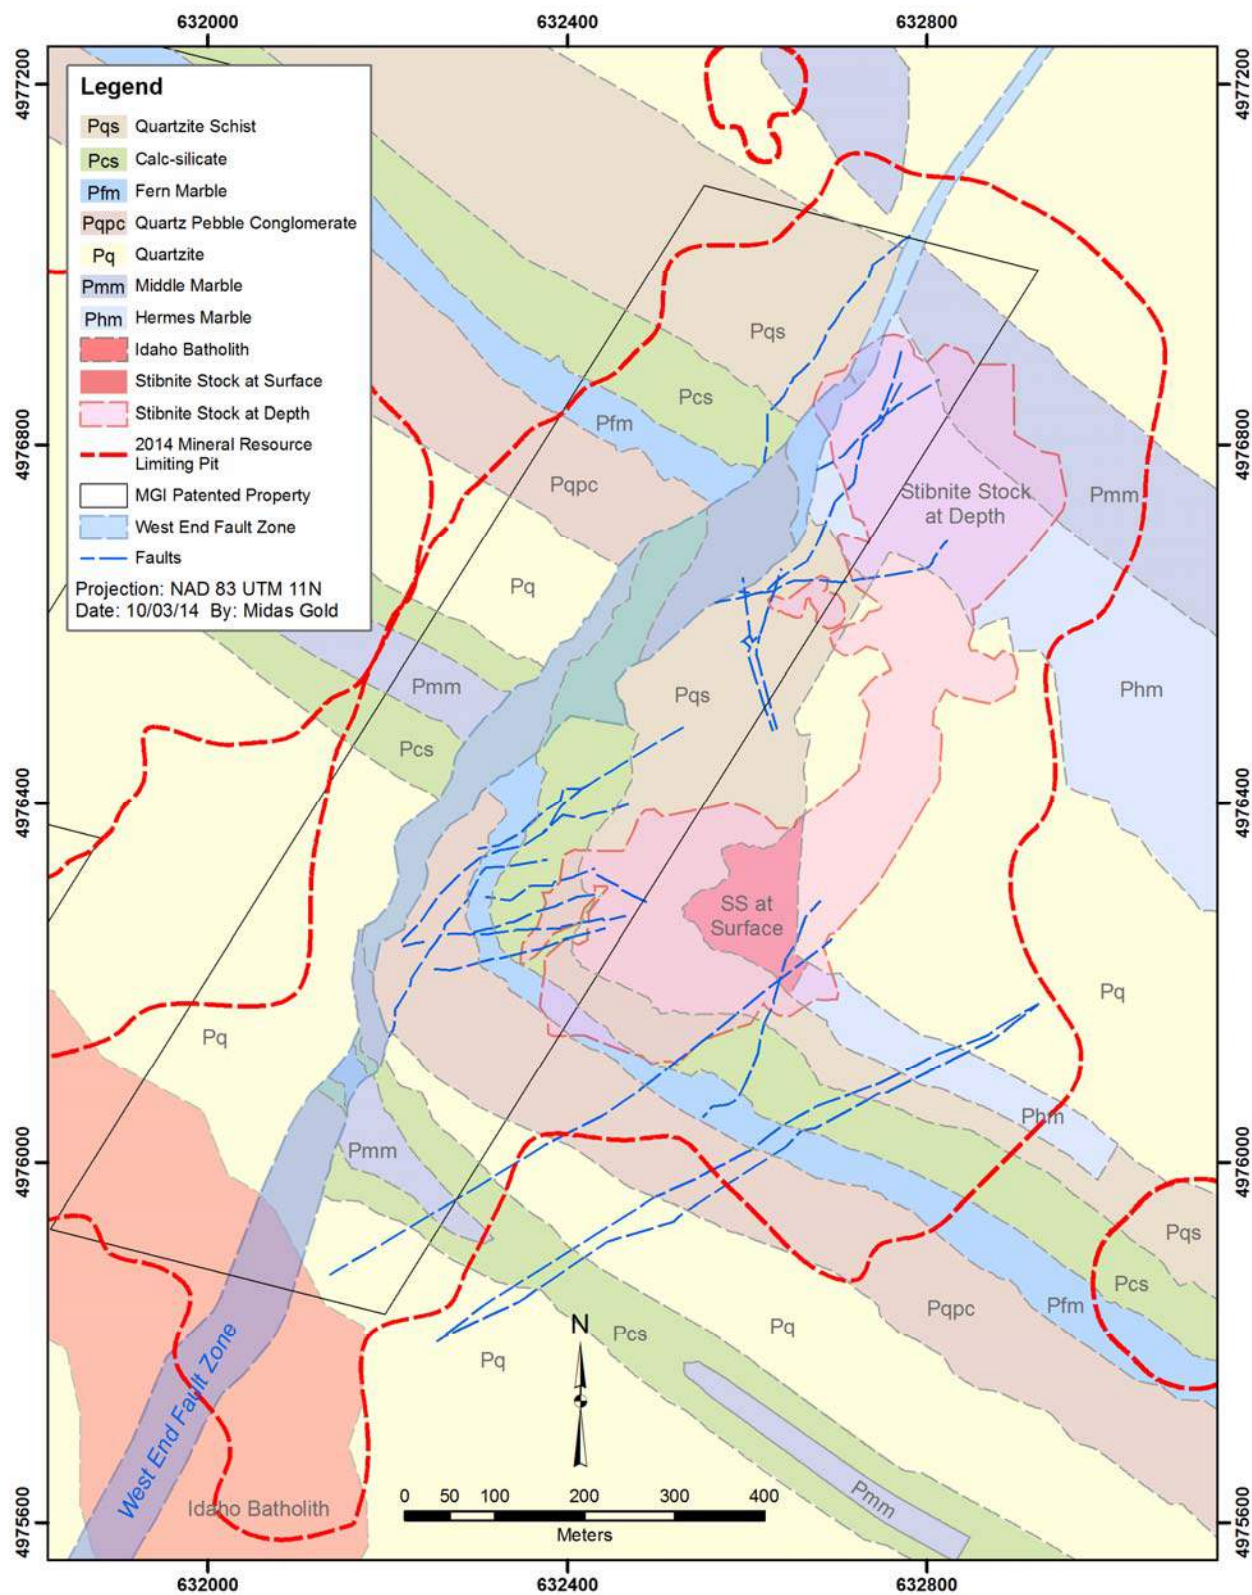 632000 632400 632800
4977200 4977200
Legend
Pqs Quartzite Schist
Pcs Calc-silicate
Pfm Fern Marble
Pqpc Quartz Pebble Conglomerate
Pq Quartzite
Pmm Middle Marble
Phm Hermes Marble
Idaho Batholith
Stibnite Stock at Surface
Stibnite Stock at Depth
2014 Mineral Resource
Limiting Pit
MGI Patented Property
West End Fault Zone
Faults
Projection: NAD 83 UTM 11N
Date: 10/03/14 By: Midas Gold
Pqs
Pcs
Pfm
4976800 4976800
Pqpc
Stibnite Stock
at Depth
Pmm
Pq
Pmm
Pqs
Phm
Pcs
4976400 4976400
SS at
Surface
Pq
Pq
Phm
Pmm
4976000 4976000
Pqs
Pcs
Pfm
Pqpc
Pq
Pcs
N
Pq
West End Fault Zone
Pmm
Idaho Batholith
0 50 100 200 300 400
Meters
4975600 4975600
632000 632400 632800